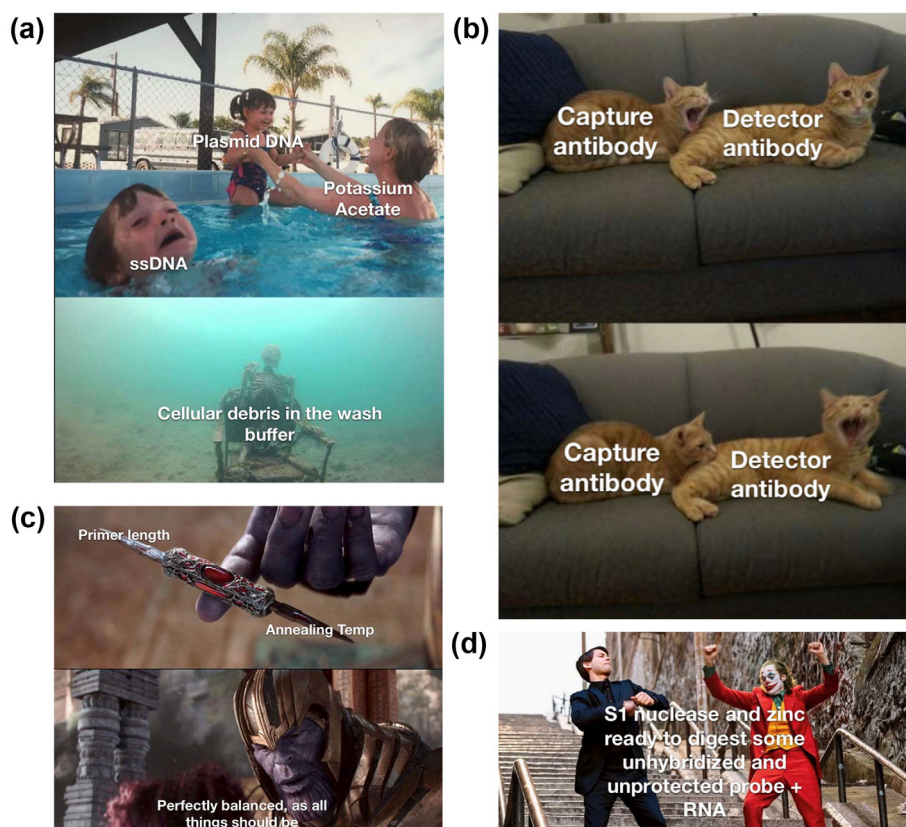 (a)
Plasmid DNA
Potassium
Acetate
ssDNA
Cellular debris in the wash
buffer
(b)
Capture
antibody
Detector
antibody
Capture
antibody
Detector
antibody
(c)
Primer length
Annealing Temp
Perfectly balanced, as all
things should be
(d)
S1 nuclease and zinc
ready to digest some
unhybridized and
unprotected probe +
RNA